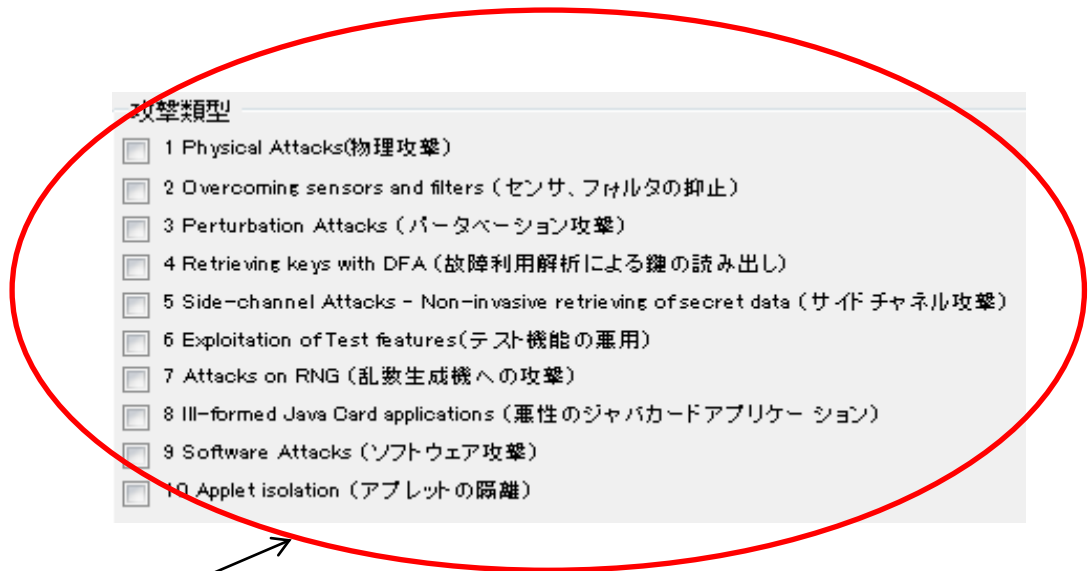 攻撃類型
1 Physical Attacks(物理攻撃)
2 Overcoming sensors and filters (センサ、フィルタの抑止)
3 Perturbation Attacks (パータベーション攻撃)
4 Retrieving keys with DFA (故障利用解析による鍵の読み出し)
5 Side-channel Attacks - Non-invasive retrieving of secret data (サイドチャネル攻撃)
6 Exploitation of Test features(テスト機能の悪用)
7 Attacks on RNG (乱数生成機への攻撃)
8 Ill-formed Java Card applications (悪性のジャバカードアプリケーション)
9 Software Attacks (ソフトウェア攻撃)
10 Applet isolation (アプレットの隔離)